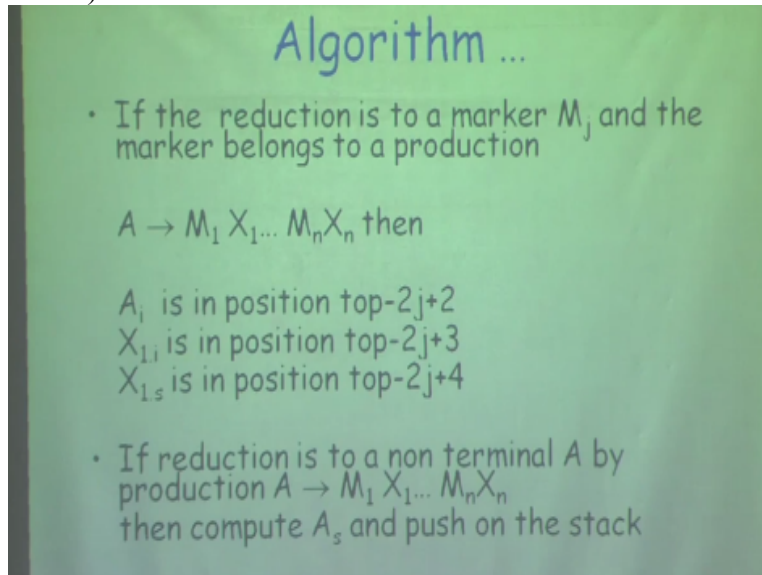 Algorithm ...
• If the reduction is to a marker Mⱼ and the
marker belongs to a production
A → M₁ X₁... MₙXₙ then
Aᵢ is in position top-2j+2
X₁.ᵢ is in position top-2j+3
X₁.ₛ is in position top-2j+4
• If reduction is to a non terminal A by
production A → M₁ X₁... MₙXₙ
then compute Aₛ and push on the stack